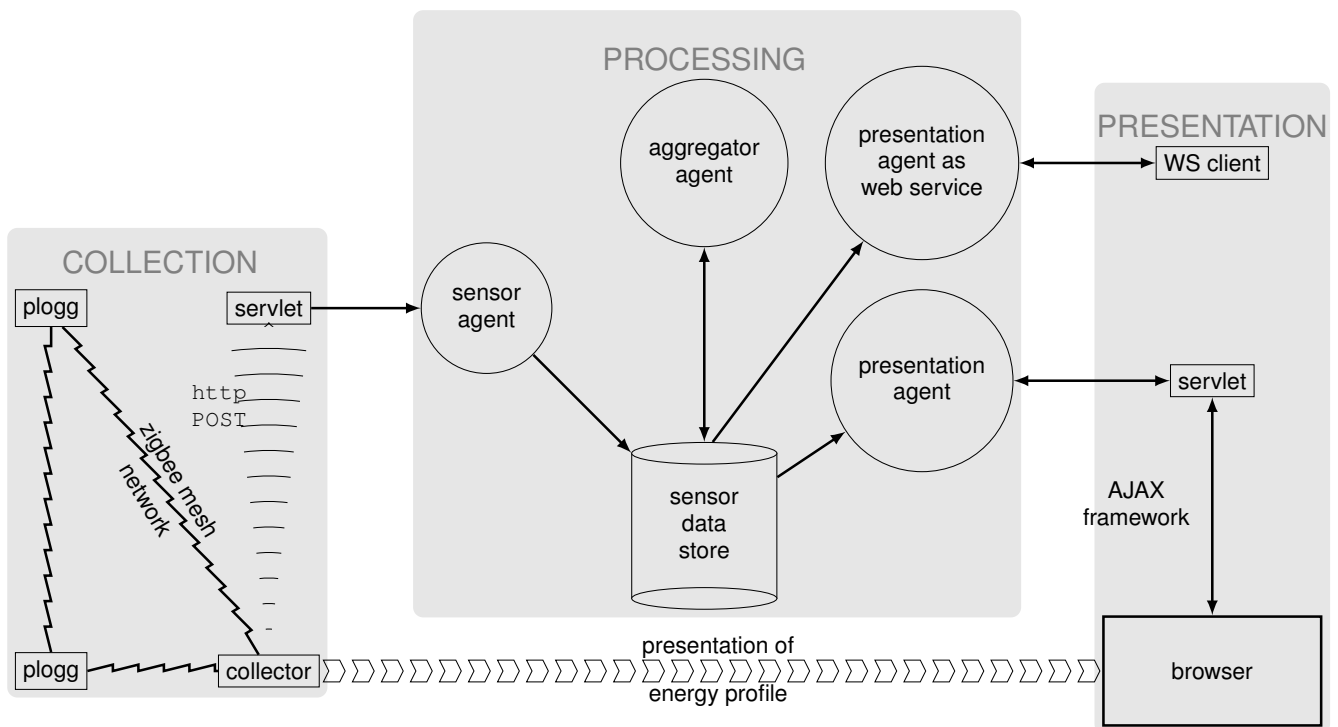 PROCESSING
PRESENTATION
COLLECTION
aggregator
agent
presentation
agent as
web service
WS client
plogg
servlet
sensor
agent
http
POST
zigbee mesh
network
presentation
agent
servlet
sensor
data
store
AJAX
framework
plogg
collector
presentation of
energy profile
browser